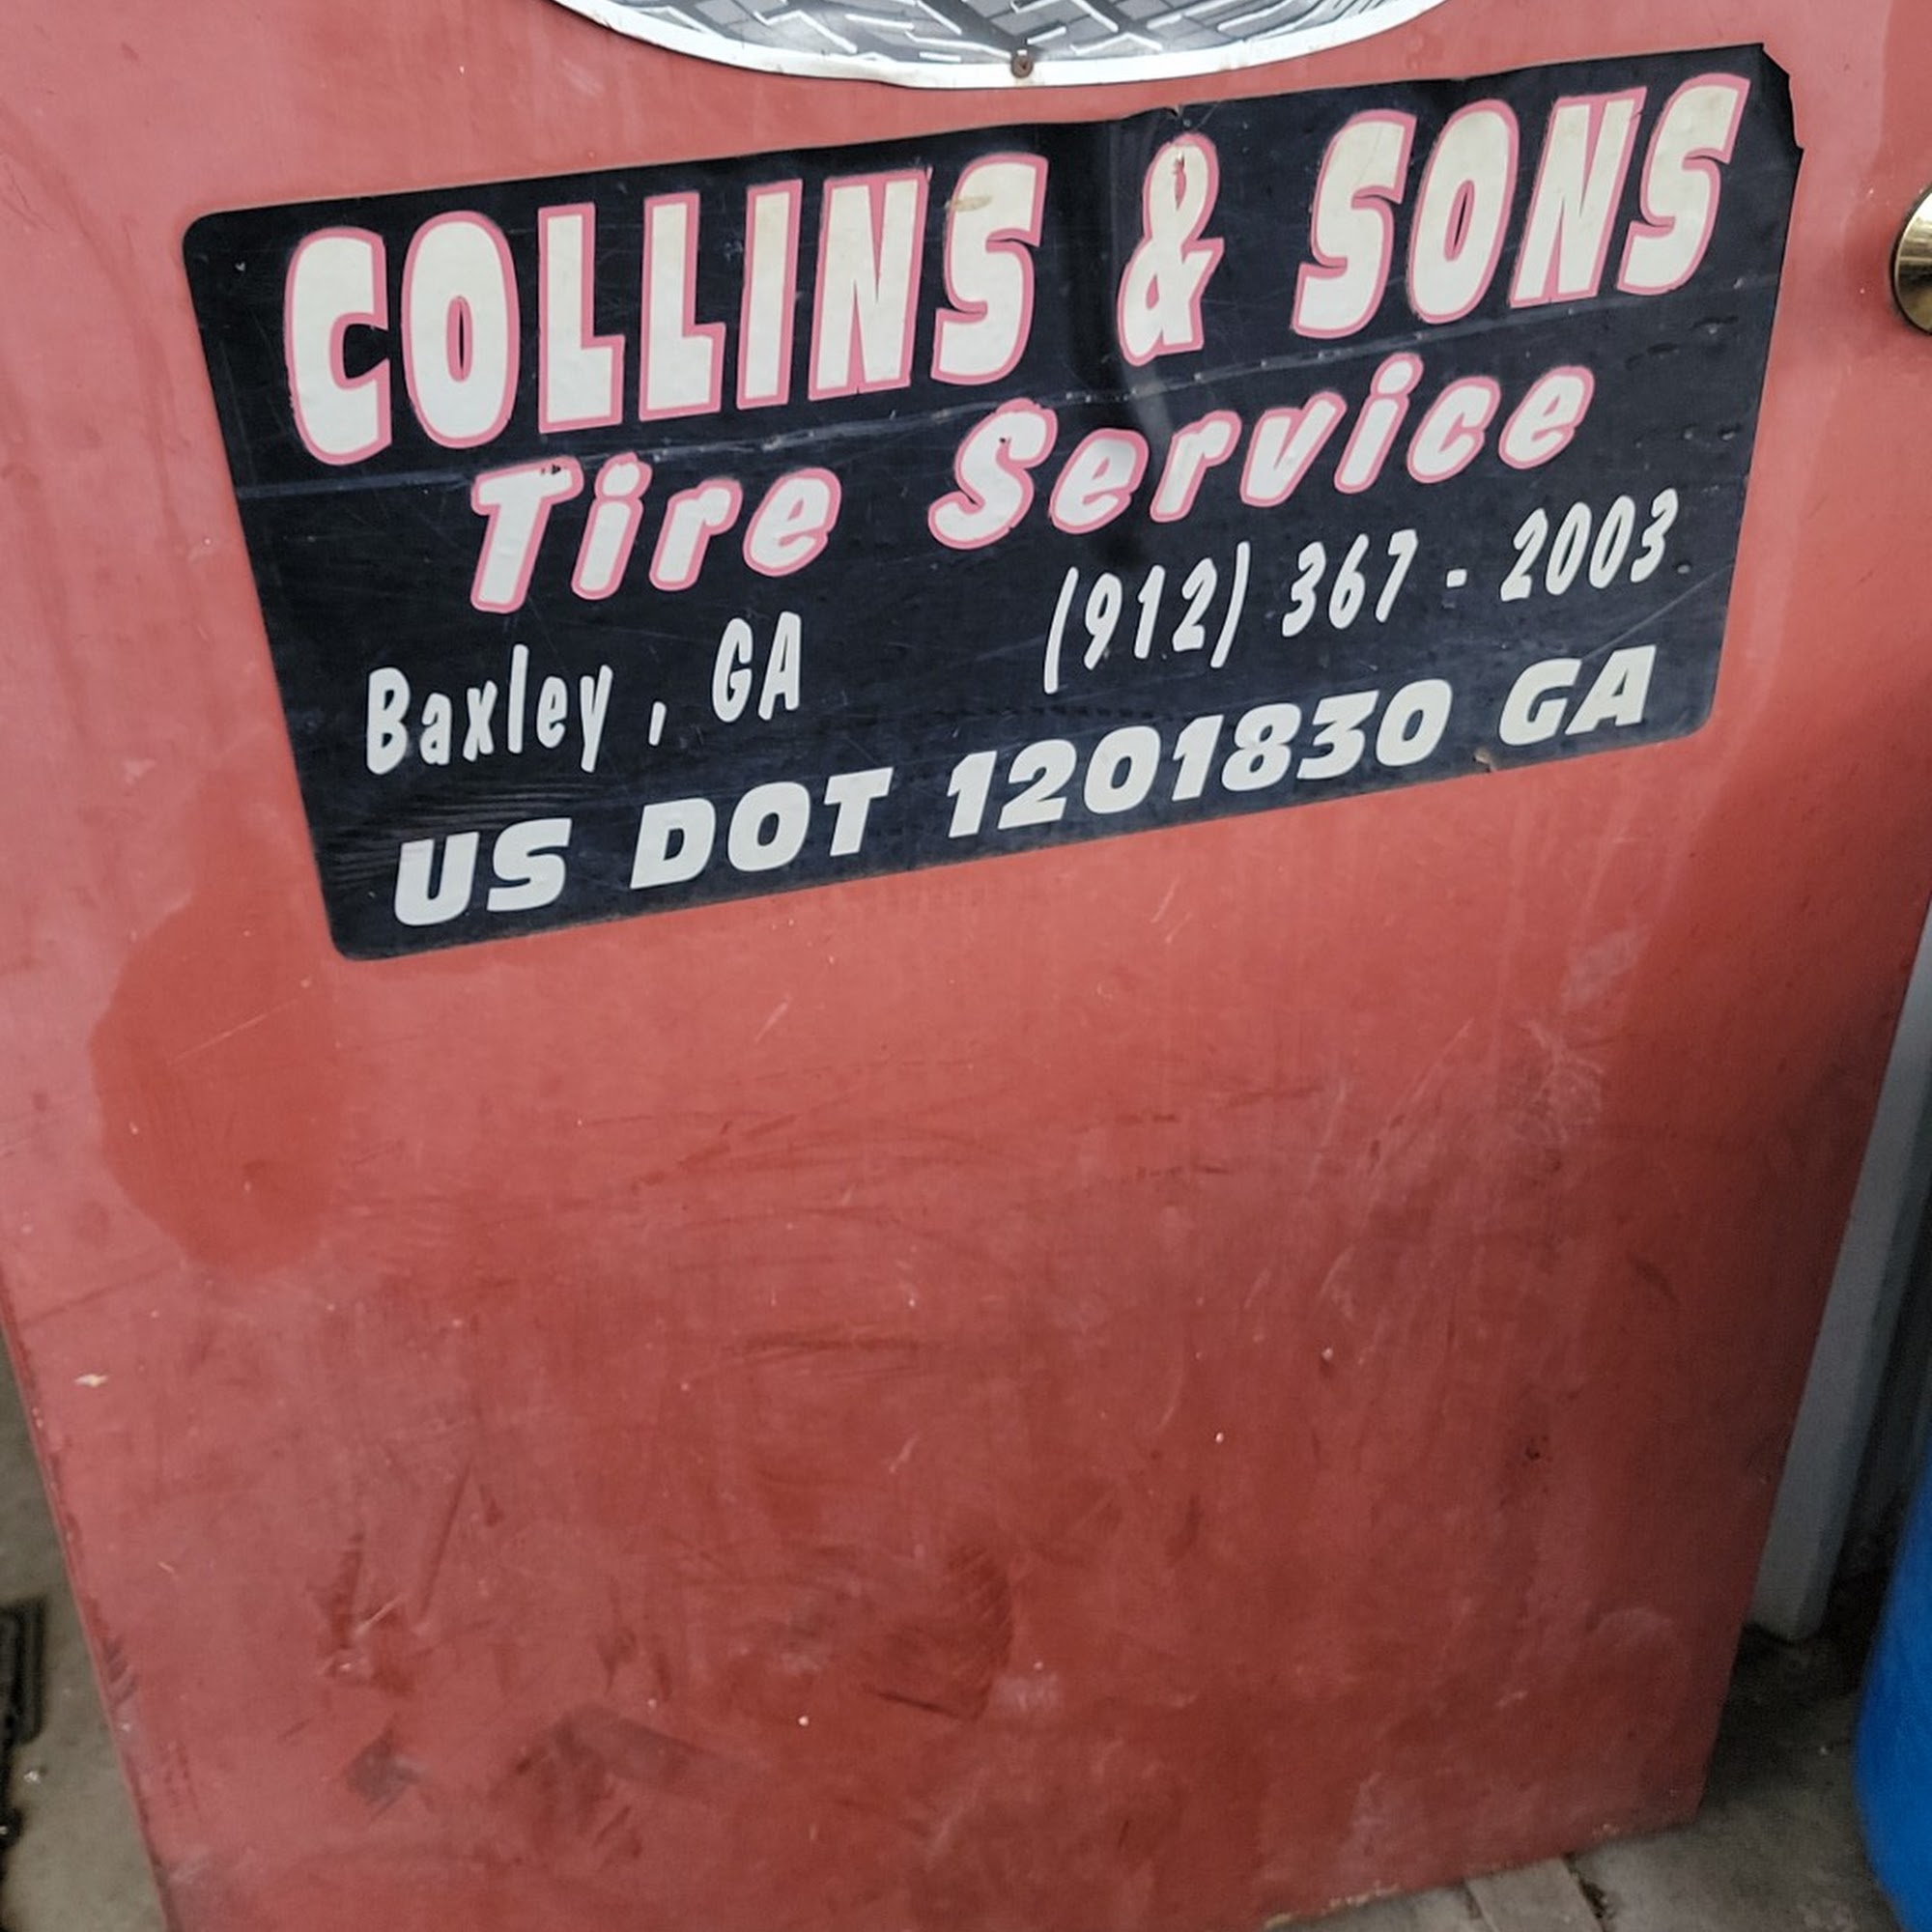 COLLINS & SONS
Tire Service
Baxley, GA (912) 367 - 2003
US DOT 1201830 GA